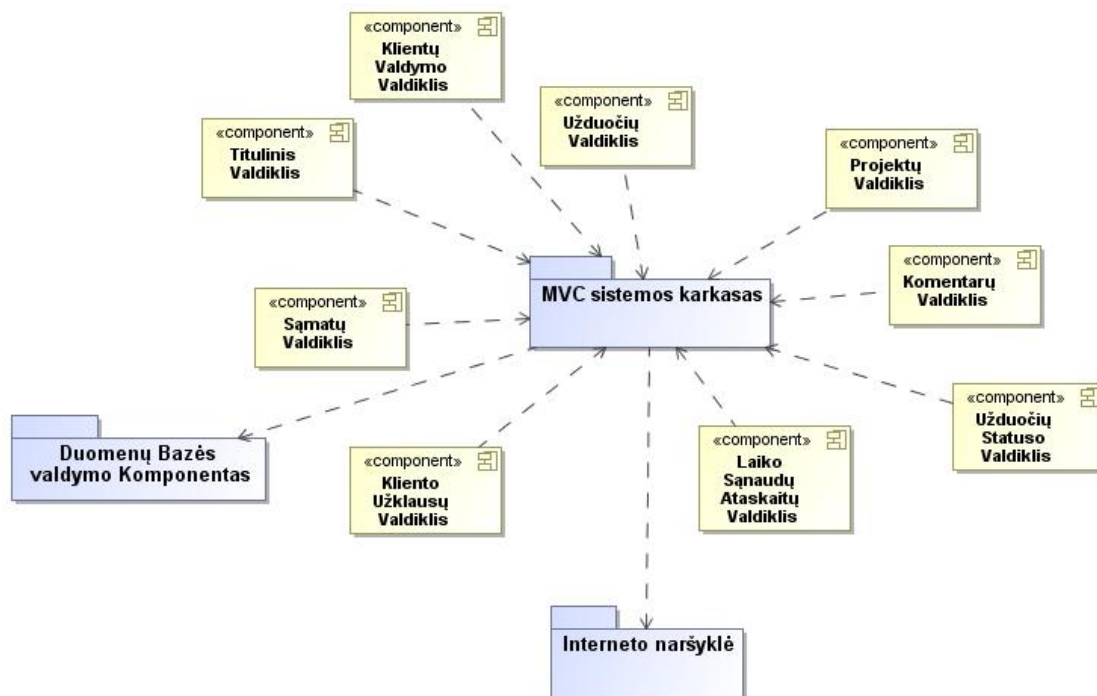 «component»
Klientų
Valdymo
Valdiklis
«component»
Užduočių
Valdiklis
«component»
Titulinis
Valdiklis
«component»
Projektų
Valdiklis
«component»
Komentarų
Valdiklis
MVC sistemos karkasas
«component»
Sąmatų
Valdiklis
«component»
Užduočių
Statuso
Valdiklis
Duomenų Bazės
valdymo Komponentas
«component»
Kliento
Užklausų
Valdiklis
«component»
Laiko
Sąnaudų
Ataskaitų
Valdiklis
Interneto naršyklė